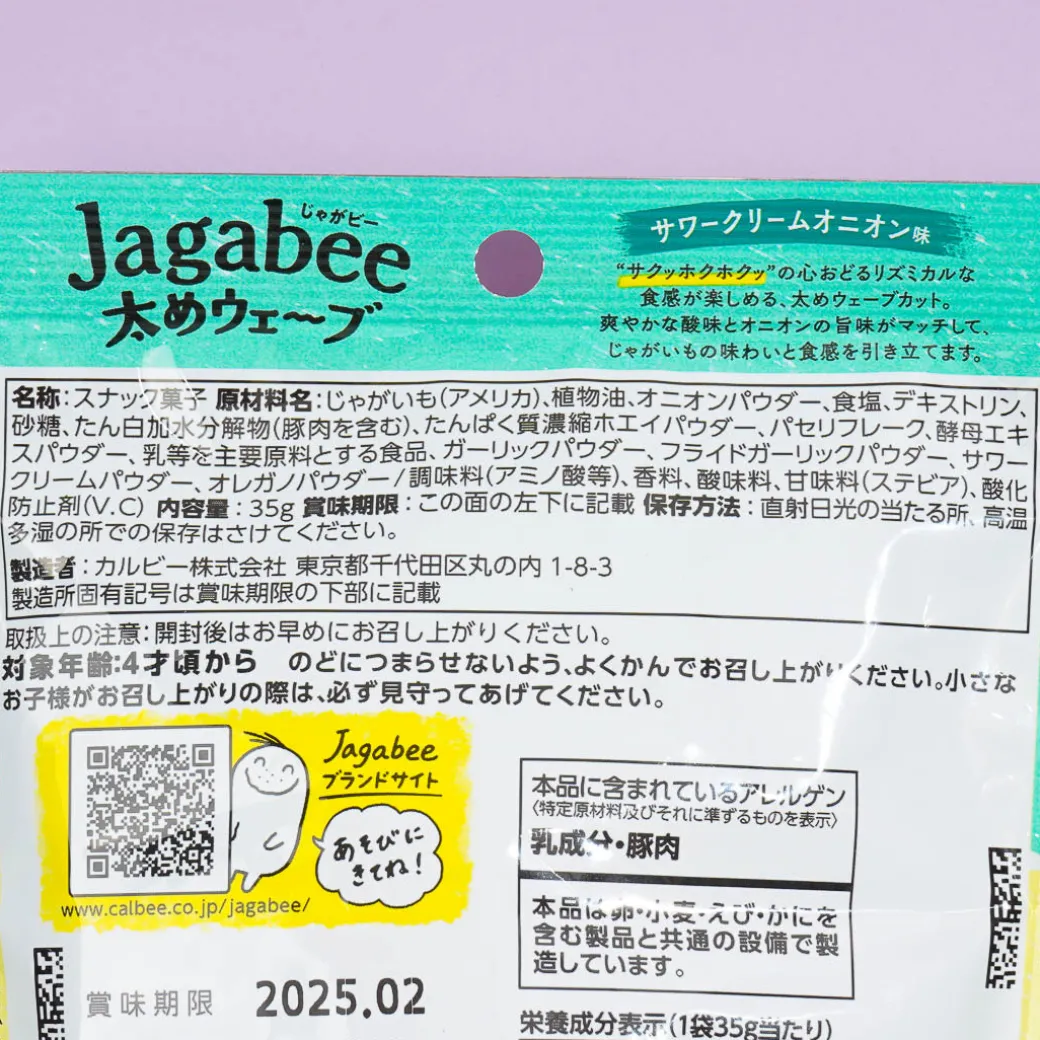 じゃがビー
Jagabee
太めウェ〜ブ
サワークリームオニオン味
“サクッホクホクッ”の心おどるリズミカルな
食感が楽しめる、太めウェーブカット。
爽やかな酸味とオニオンの旨味がマッチして、
じゃがいもの味わいと食感を引き立てます。
名称:スナック菓子 原材料名:じゃがいも(アメリカ)、植物油、オニオンパウダー、食塩、デキストリン、
砂糖、たん白加水分解物(豚肉を含む)、たんぱく質濃縮ホエイパウダー、パセリフレーク、酵母エキ
スパウダー、乳等を主要原料とする食品、ガーリックパウダー、フライドガーリックパウダー、サワー
クリームパウダー、オレガノパウダー/調味料(アミノ酸等)、香料、酸味料、甘味料(ステビア)、酸化
防止剤(V.C) 内容量:35g 賞味期限:この面の左下に記載 保存方法:直射日光の当たる所、高温
多湿の所での保存はさけてください。
製造者:カルビー株式会社 東京都千代田区丸の内 1-8-3
製造所固有記号は賞味期限の下部に記載
取扱上の注意:開封後はお早めにお召し上がりください。
対象年齢:4才頃から のどにつまらせないよう、よくかんでお召し上がりください。小さな
お子様がお召し上がりの際は、必ず見守ってあげてください。
Jagabee
ブランドサイト
あそびに
きてね!
www.calbee.co.jp/jagabee/
本品に含まれているアレルゲン
〈特定原材料及びそれに準ずるものを表示〉
乳成分・豚肉
本品は卵・小麦・えび・かにを
含む製品と共通の設備で製
造しています。
賞味期限 2025.02
栄養成分表示(1袋35g当たり)